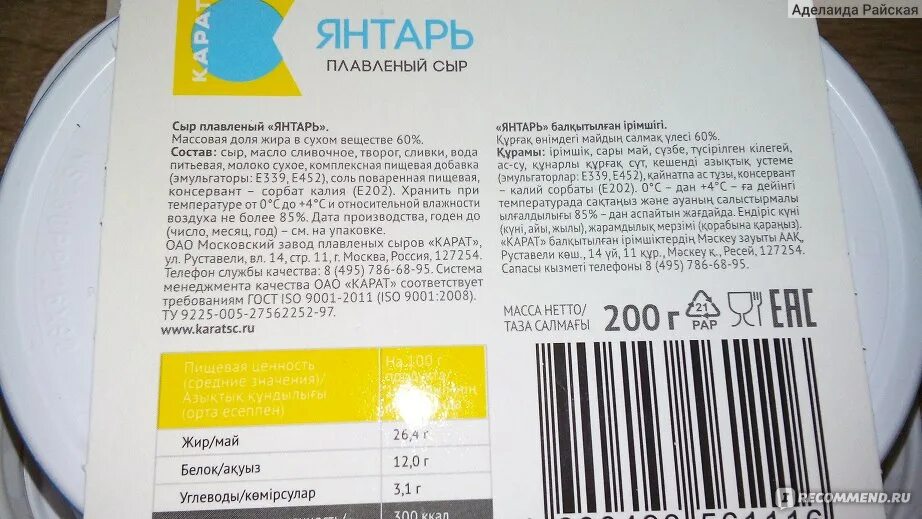 Аделаида Райская
КАРАТ
ЯНТАРЬ
ПЛАВЛЕНЫЙ СЫР
Сыр плавленый «ЯНТАРЬ».
Массовая доля жира в сухом веществе 60%.
Состав: сыр, масло сливочное, творог, сливки, вода
питьевая, молоко сухое, комплексная пищевая добавка
(эмульгаторы: Е339, Е452), соль поваренная пищевая,
консервант – сорбат калия (Е202). Хранить при
температуре от 0°С до +4°С и относительной влажности
воздуха не более 85%. Дата производства, годен до
(число, месяц, год) – см. на упаковке.
ОАО Московский завод плавленых сыров «КАРАТ»,
ул. Руставели, вл. 14, стр. 11, г. Москва, Россия, 127254.
Телефон службы качества: 8 (495) 786-68-95. Система
менеджмента качества ОАО «КАРАТ» соответствует
требованиям ГОСТ ISO 9001-2011 (ISO 9001:2008).
ТУ 9225-005-27562252-97.
www.karatsc.ru
«ЯНТАРЬ» балқытылған ірімшігі.
Құрғақ өнімдегі майдың салмақ үлесі 60%.
Құрамы: ірімшік, сары май, сүзбе, түсірілген кілегей,
ас-су, құнарлы құрғақ сүт, кешенді азықтық үстеме
(эмульгаторлар: Е339, Е452), қайнатпа ас тұзы, консервант
– калий сорбаты (Е202). 0°С – дан +4°С – ға дейінгі
температурада сақтаңыз және ауаның салыстырмалы
ылғалдылығы 85% – дан аспайтын жағдайда. Өндіріс күні
(күні, айы, жылы), жарамдылық мерзімі (қорабына қараңыз).
«КАРАТ» балқытылған ірімшіктердің Мәскеу зауыты ААҚ,
Руставели көш., 14 үй, 11 құр., Мәскеу қ., Ресей, 127254.
Сапасы қызметі телефоны 8 (495) 786-68-95.
МАССА НЕТТО/
ТАЗА САЛМАҒЫ
200 г
21
PAP
EAC
Пищевая ценность
(средние значения)/
Азықтық құндылығы
(орта есеппен)
На 100 г
продукта/
Жир/май 26,4 г
Белок/ақуыз 12,0 г
Углеводы/көмірсулар 3,1 г
300 ккал
IRECOMMEND.RU